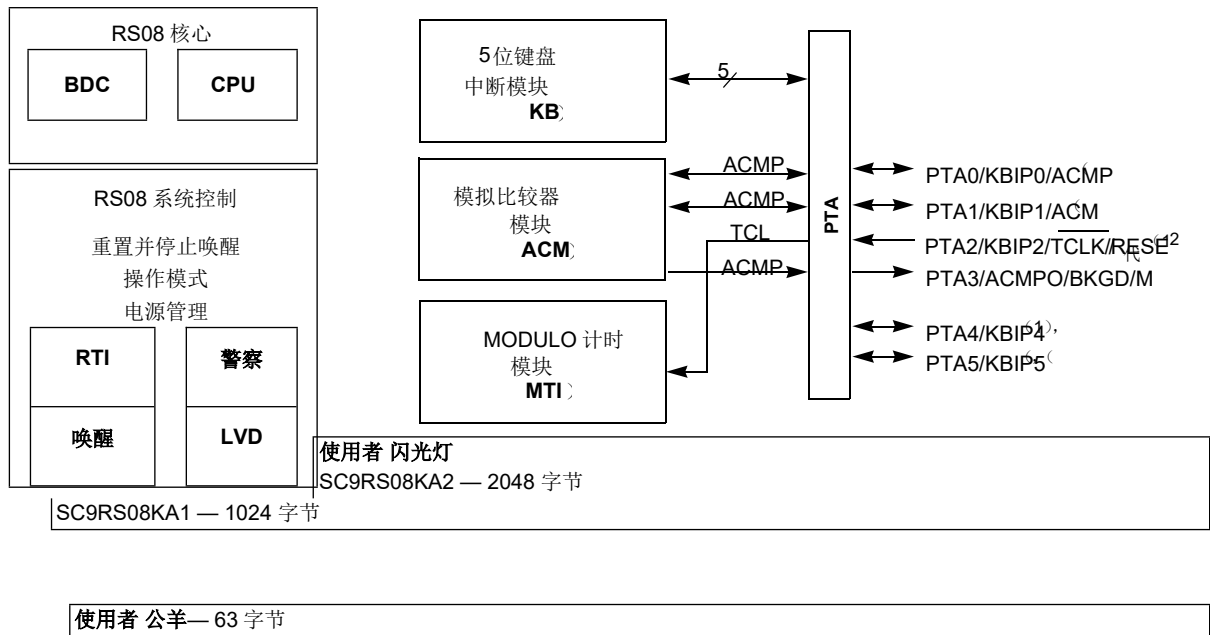 RS08 核心
BDC
CPU
RS08 系统控制
重置并停止唤醒
操作模式
电源管理
RTI
警察
唤醒
LVD
5位键盘
中断模块
KB)
模拟比较器
模块
ACM)
MODULO 计时
模块
MTI)
5
ACMP
ACMP
TCL
ACMP
PTA
PTA0/KBIP0/ACMP
PTA1/KBIP1/ACM
PTA2/KBIP2/TCLK/RESE
PTA3/ACMPO/BKGD/M
PTA4/KBIP4(1),
PTA5/KBIP5
使用者 闪光灯
SC9RS08KA2 — 2048 字节
SC9RS08KA1 — 1024 字节
使用者 公羊— 63 字节